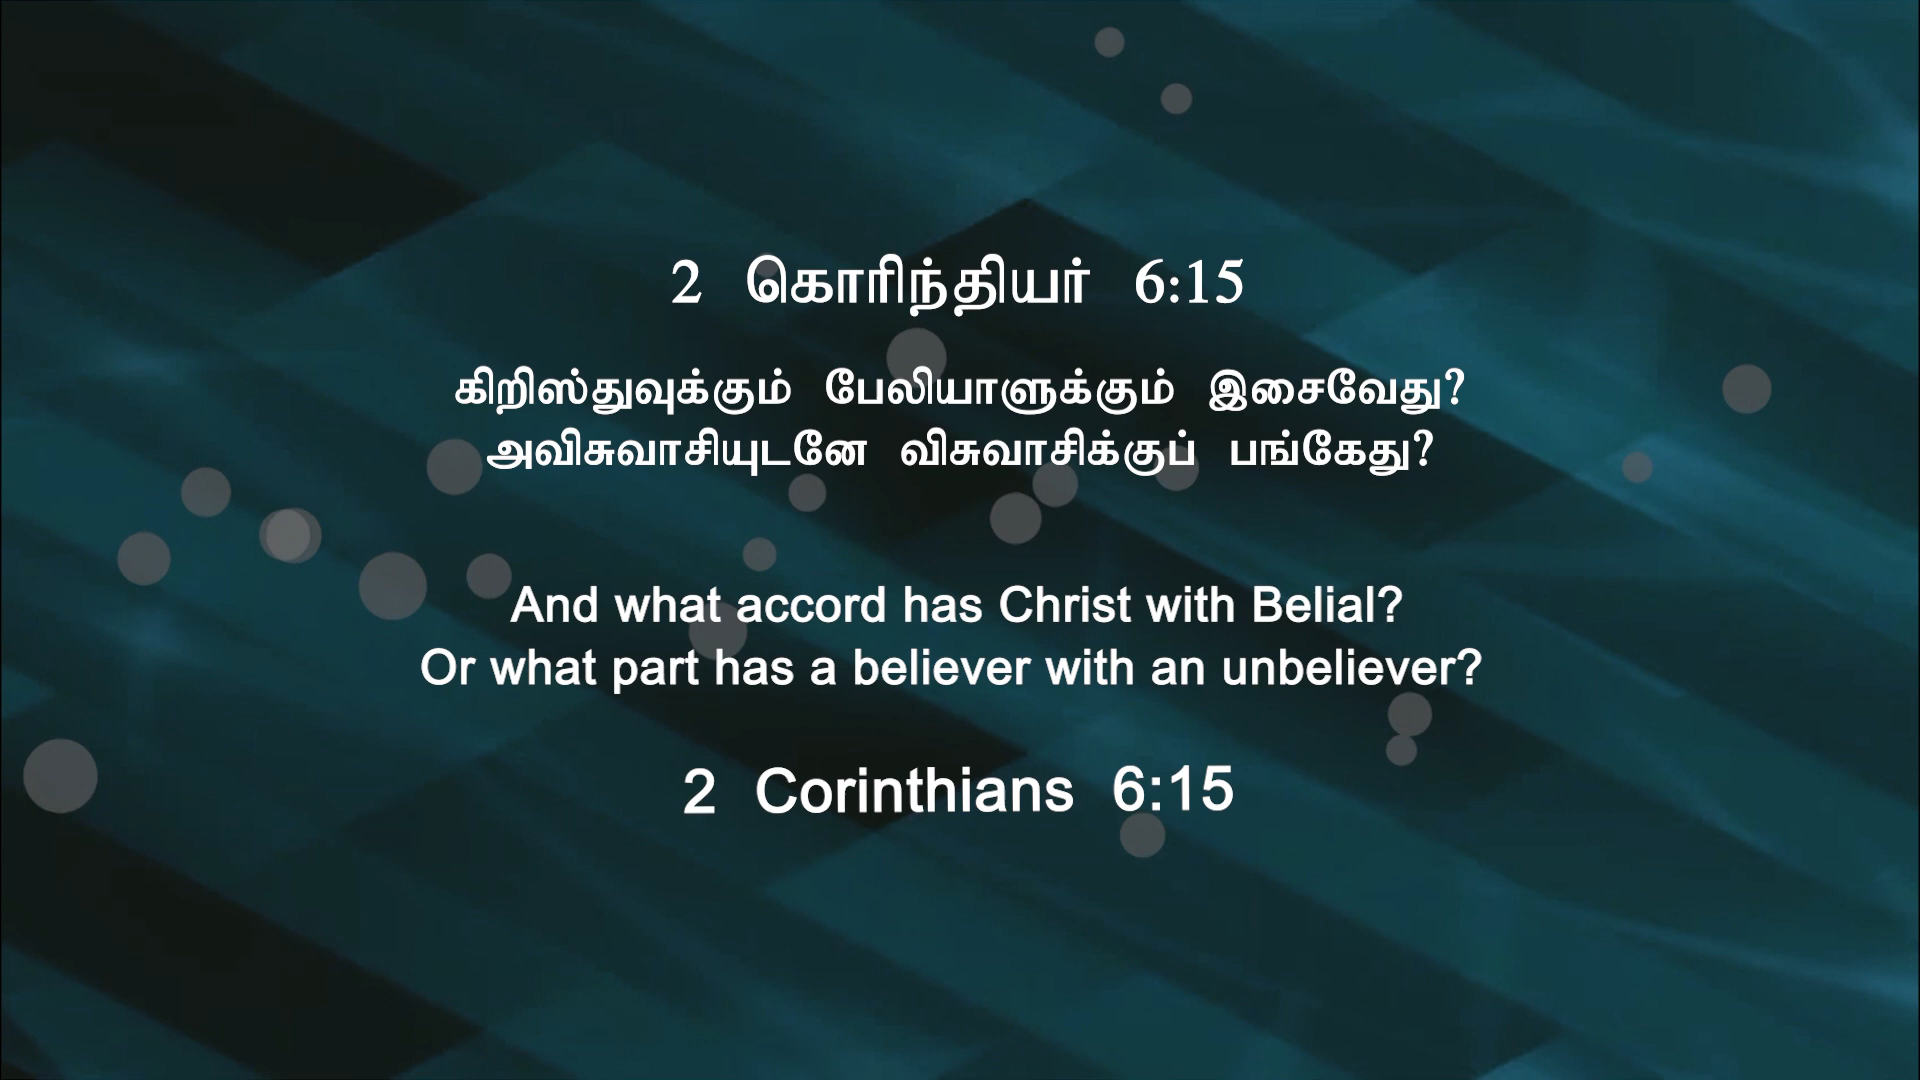 2 கொரிந்தியர் 6:15
கிறிஸ்துவுக்கும் பேலியாளுக்கும் இசைவேது?
அவிசுவாசியுடனே விசுவாசிக்குப் பங்கேது?
And what accord has Christ with Belial?
Or what part has a believer with an unbeliever?
2 Corinthians 6:15